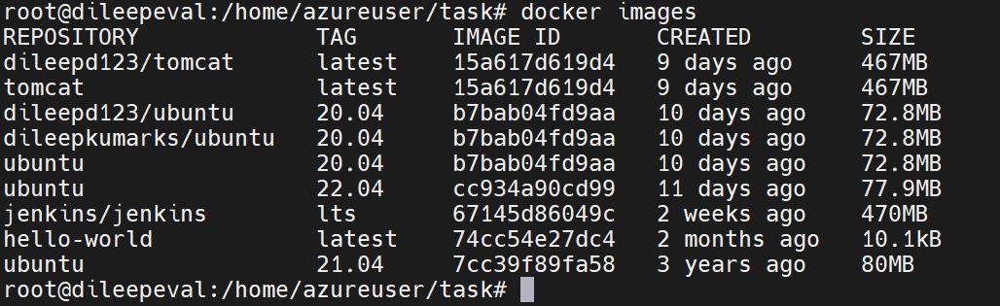 root@dileepeval:/home/azureuser/task# docker images
REPOSITORY TAG IMAGE ID CREATED SIZE
dileepd123/tomcat latest 15a617d619d4 9 days ago 467MB
tomcat latest 15a617d619d4 9 days ago 467MB
dileepd123/ubuntu 20.04 b7bab04fd9aa 10 days ago 72.8MB
dileepkumarks/ubuntu 20.04 b7bab04fd9aa 10 days ago 72.8MB
ubuntu 20.04 b7bab04fd9aa 10 days ago 72.8MB
ubuntu 22.04 cc934a90cd99 11 days ago 77.9MB
jenkins/jenkins lts 67145d86049c 2 weeks ago 470MB
hello-world latest 74cc54e27dc4 2 months ago 10.1kB
ubuntu 21.04 7cc39f89fa58 3 years ago 80MB
root@dileepeval:/home/azureuser/task#